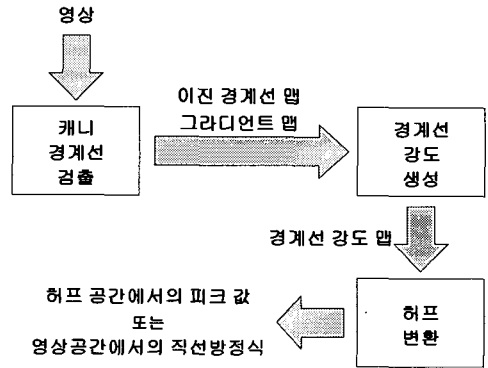 영상
캐니
경계선
검출
이진 경계선 맵
그라디언트 맵
경계선
강도
생성
경계선 강도 맵
허프
변환
허프 공간에서의 피크 값
또는
영상공간에서의 직선방정식